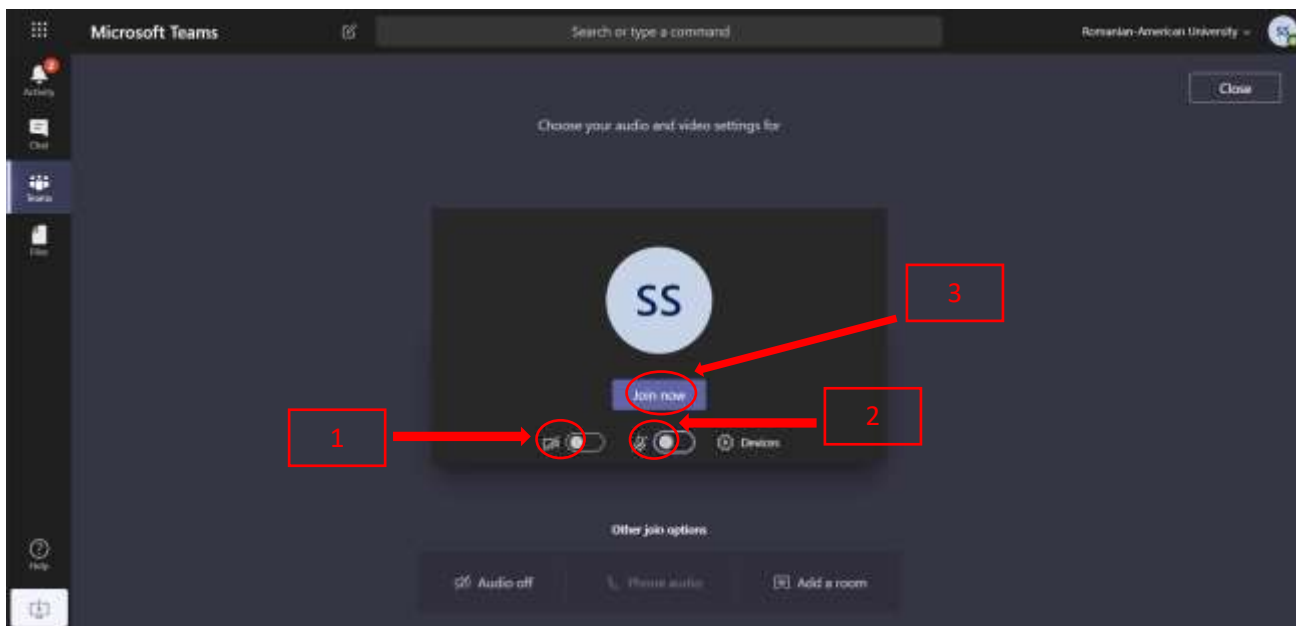 Microsoft Teams
Search or type a command
Romanian-American University
SS
2
Activity
Close
Chat
Choose your audio and video settings for
Teams
Files
SS
3
Join now
2
1
Devices
Other join options
Help
Audio off
Phone audio
Add a room